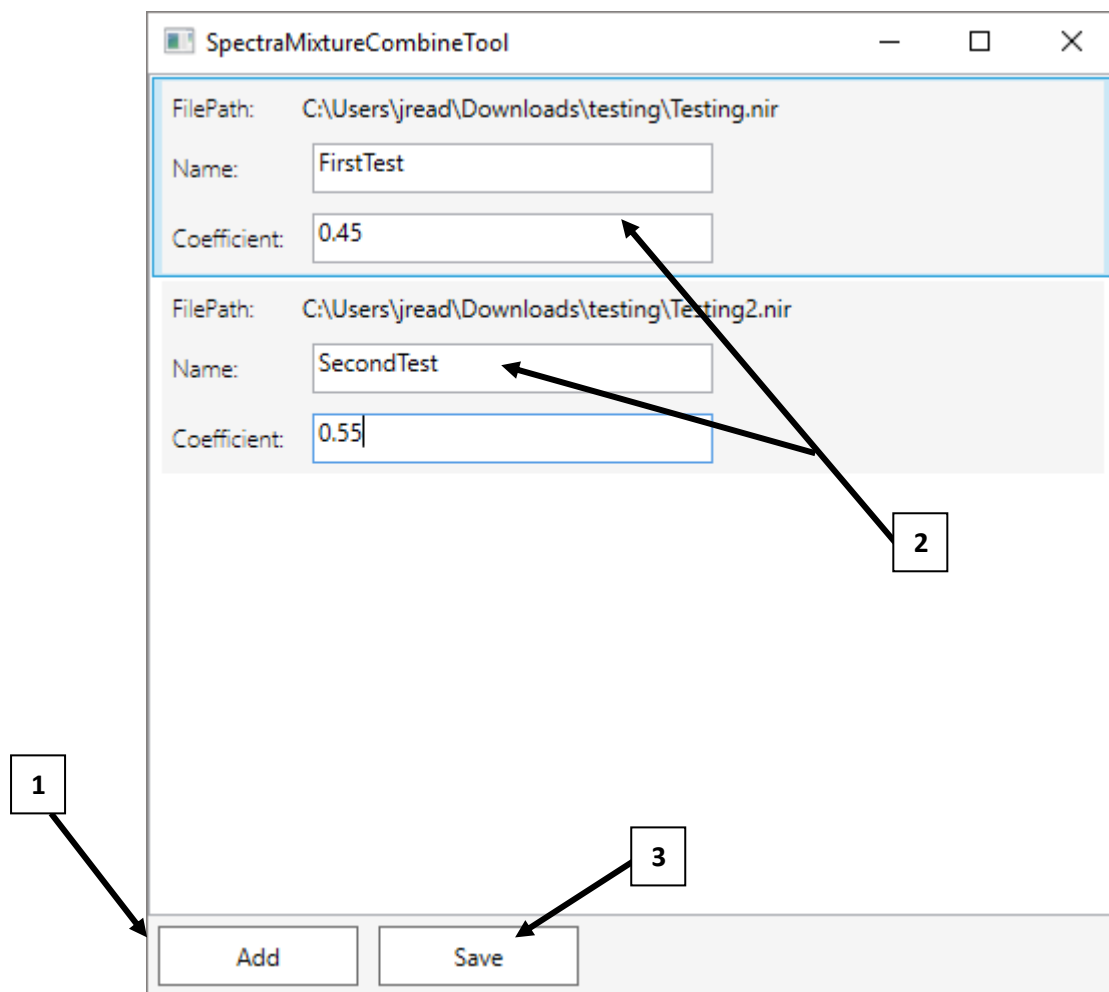 SpectraMixtureCombineTool
FilePath: C:\Users\jread\Downloads\testing\Testing.nir
Name: FirstTest
Coefficient: 0.45
FilePath: C:\Users\jread\Downloads\testing\Testing2.nir
Name: SecondTest
Coefficient: 0.55
2
1
3
Add Save